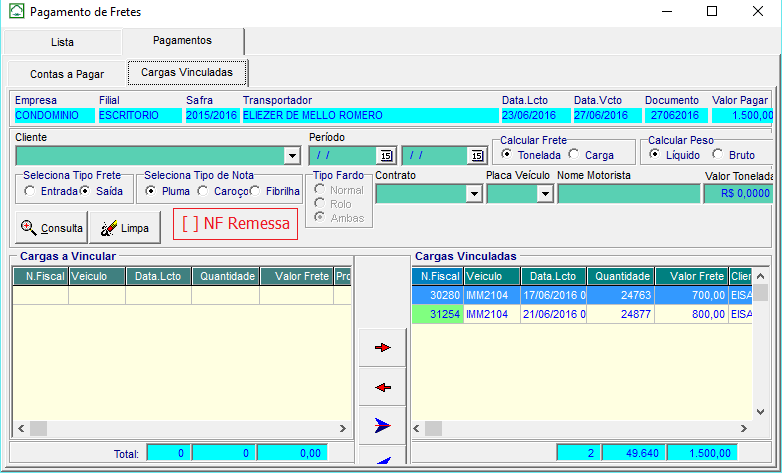 Pagamento de Fretes
Lista Pagamentos
Contas a Pagar Cargas Vinculadas
Empresa Filial Safra Transportador Data.Lcto Data.Vcto Documento Valor Pagar
CONDOMINIO ESCRITORIO 2015/2016 ELIEZER DE MELLO ROMERO 23/06/2016 27/06/2016 27062016 1.500,00
Cliente Período Calcular Frete Calcular Peso
/ / 15 / / 15 Tonelada Carga Líquido Bruto
Seleciona Tipo Frete Seleciona Tipo de Nota Tipo Fardo Contrato Placa Veículo Nome Motorista Valor Tonelada
Entrada Saída Pluma Caroço Fibrilha Normal R$ 0,0000
Rolo
Ambas
Consulta Limpa [ ] NF Remessa
Cargas a Vincular Cargas Vinculadas
N.Fiscal Veiculo Data.Lcto Quantidade Valor Frete Pro N.Fiscal Veiculo Data.Lcto Quantidade Valor Frete Clien
30280 IMM2104 17/06/2016 0 24763 700,00 EISA
31254 IMM2104 21/06/2016 0 24877 800,00 EISA
Total: 0 0 0,00 2 49.640 1.500,00